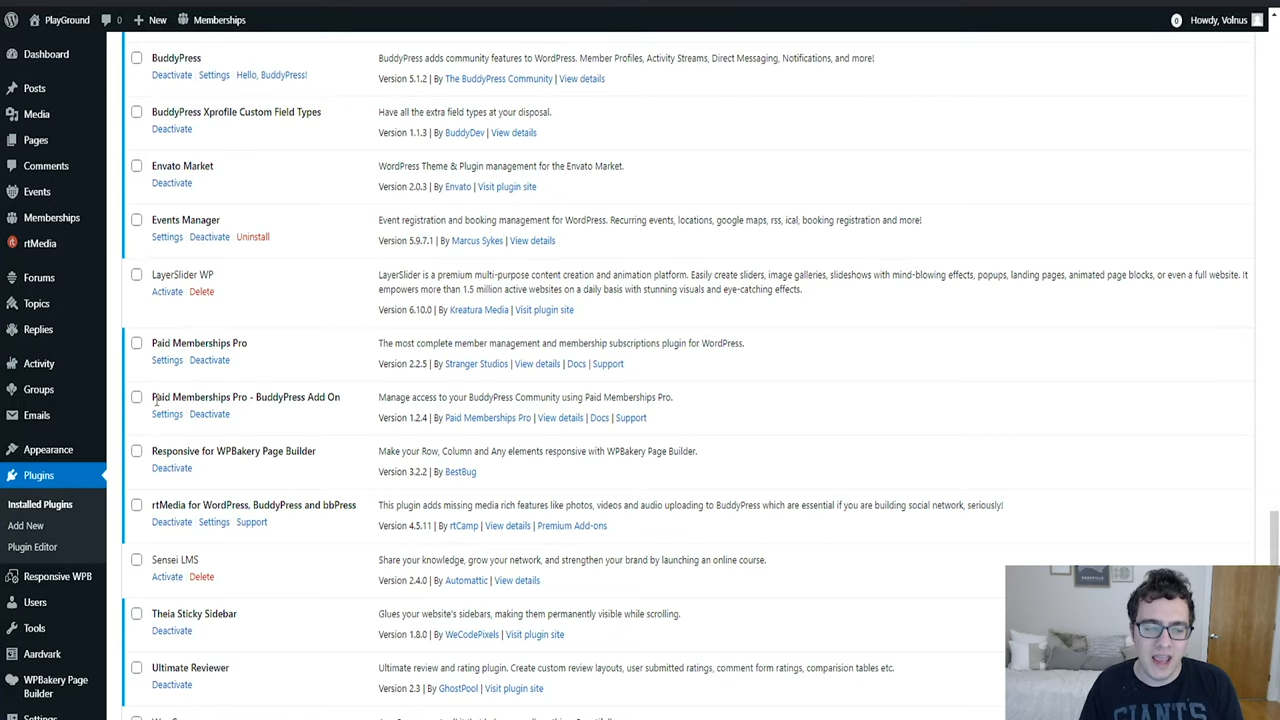 PlayGround 0 New Memberships 0 Howdy, Volnus
Dashboard
Posts
Media
Pages
Comments
Events
Memberships
rtMedia
Forums
Topics
Replies
Activity
Groups
Emails
Appearance
Plugins
Installed Plugins
Add New
Plugin Editor
Responsive WPB
Users
Tools
Aardvark
WPBakery Page
Builder
Settings
BuddyPress BuddyPress adds community features to WordPress. Member Profiles, Activity Streams, Direct Messaging, Notifications, and more!
Deactivate Settings Hello, BuddyPress! Version 5.1.2 | By The BuddyPress Community | View details
BuddyPress Xprofile Custom Field Types Have all the extra field types at your disposal.
Deactivate Version 1.1.3 | By BuddyDev | View details
Envato Market WordPress Theme & Plugin management for the Envato Market.
Deactivate Version 2.0.3 | By Envato | Visit plugin site
Events Manager Event registration and booking management for WordPress. Recurring events, locations, google maps, rss, ical, booking registration and more!
Settings Deactivate Uninstall Version 5.9.7.1 | By Marcus Sykes | View details
LayerSlider WP LayerSlider is a premium multi-purpose content creation and animation platform. Easily create sliders, image galleries, slideshows with mind-blowing effects, popups, landing pages, animated page blocks, or even a full website. It
Activate Delete empowers more than 1.5 million active websites on a daily basis with stunning visuals and eye-catching effects.
Version 6.10.0 | By Kreatura Media | Visit plugin site
Paid Memberships Pro The most complete member management and membership subscriptions plugin for WordPress.
Settings Deactivate Version 2.2.5 | By Stranger Studios | View details | Docs | Support
Paid Memberships Pro - BuddyPress Add On Manage access to your BuddyPress Community using Paid Memberships Pro.
Settings Deactivate Version 1.2.4 | By Paid Memberships Pro | View details | Docs | Support
Responsive for WPBakery Page Builder Make your Row, Column and Any elements responsive with WPBakery Page Builder.
Deactivate Version 3.2.2 | By BestBug
rtMedia for WordPress, BuddyPress and bbPress This plugin adds missing media rich features like photos, videos and audio uploading to BuddyPress which are essential if you are building social network, seriously!
Deactivate Settings Support Version 4.5.11 | By rtCamp | View details | Premium Add-ons
Sensei LMS Share your knowledge, grow your network, and strengthen your brand by launching an online course.
Activate Delete Version 2.4.0 | By Automattic | View details
Theia Sticky Sidebar Glues your website's sidebars, making them permanently visible while scrolling.
Deactivate Version 1.8.0 | By WeCodePixels | Visit plugin site
Ultimate Reviewer Ultimate review and rating plugin. Create custom review layouts, user submitted ratings, comment form ratings, comparision tables etc.
Deactivate Version 2.3 | By GhostPool | Visit plugin site
GIANTS